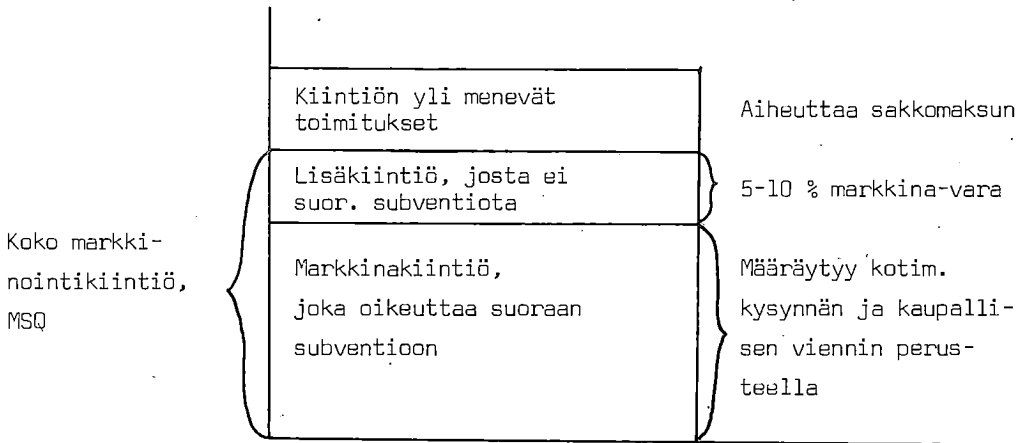 Kiintiön yli menevät
toimitukset
Aiheuttaa sakkomaksun
Lisäkiintiö, josta ei
suor. subventiota
5-10 % markkina-vara
Koko markki-
nointikiintiö,
MSQ
Markkinakiintiö,
joka oikeuttaa suoraan
subventioon
Määräytyy kotim.
kysynnän ja kaupalli-
sen viennin perus-
teella